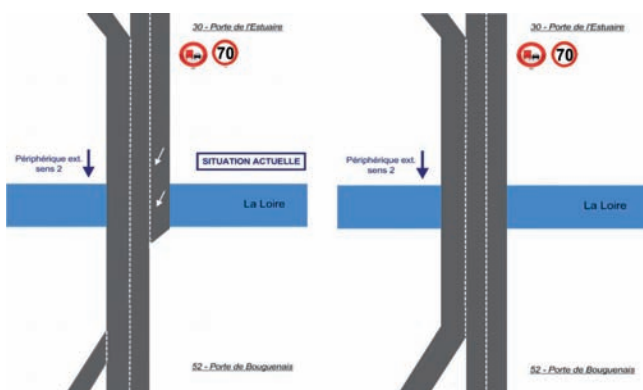 30 - Porte de l'Estuaire
70
Périphérique ext.
sens 2
SITUATION ACTUELLE
La Loire
52 - Porte de Bouguenais
30 - Porte de l'Estuaire
70
Périphérique ext.
sens 2
La Loire
52 - Porte de Bouguenais